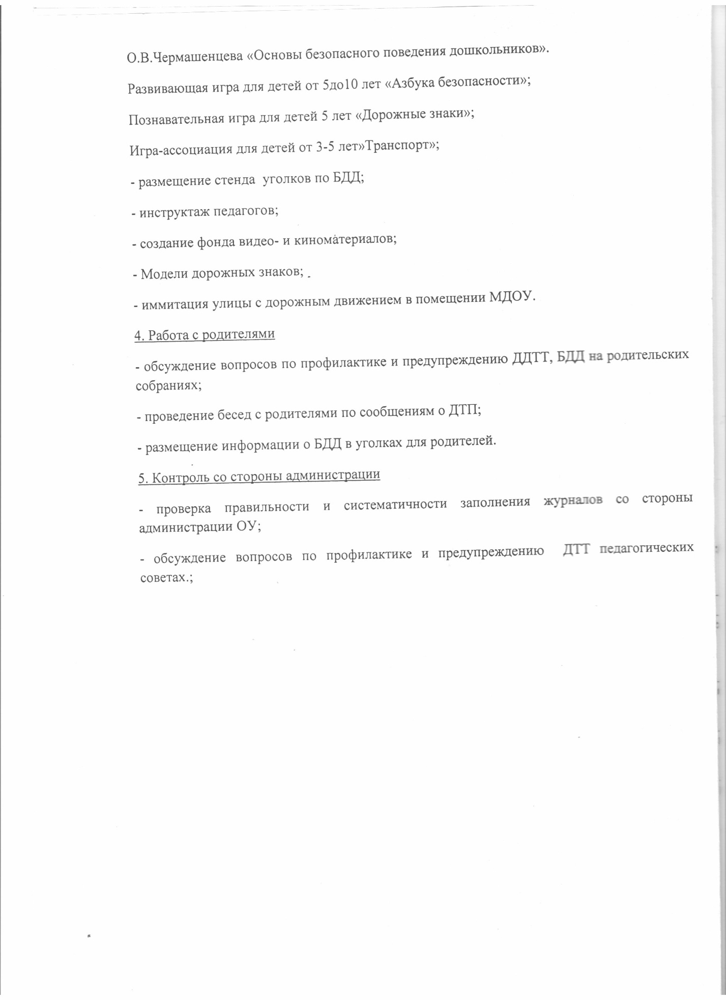 О.В.Чермашенцева «Основы безопасного поведения дошкольников».
Развивающая игра для детей от 5до10 лет «Азбука безопасности»;
Познавательная игра для детей 5 лет «Дорожные знаки»;
Игра-ассоциация для детей от 3-5 лет»Транспорт»;
- размещение стенда  уголков по БДД;
- инструктаж педагогов;
- создание фонда видео- и киноматериалов;
- Модели дорожных знаков;
- иммитация улицы с дорожным движением в помещении МДОУ.
4. Работа с родителями
- обсуждение вопросов по профилактике и предупреждению ДДТТ, БДД на родительских
собраниях;
- проведение бесед с родителями по сообщениям о ДТП;
- размещение информации о БДД в уголках для родителей.
5. Контроль со стороны администрации
- проверка правильности и систематичности заполнения журналов со стороны
администрации ОУ;
- обсуждение вопросов по профилактике и предупреждению  ДТТ педагогических
советах.;